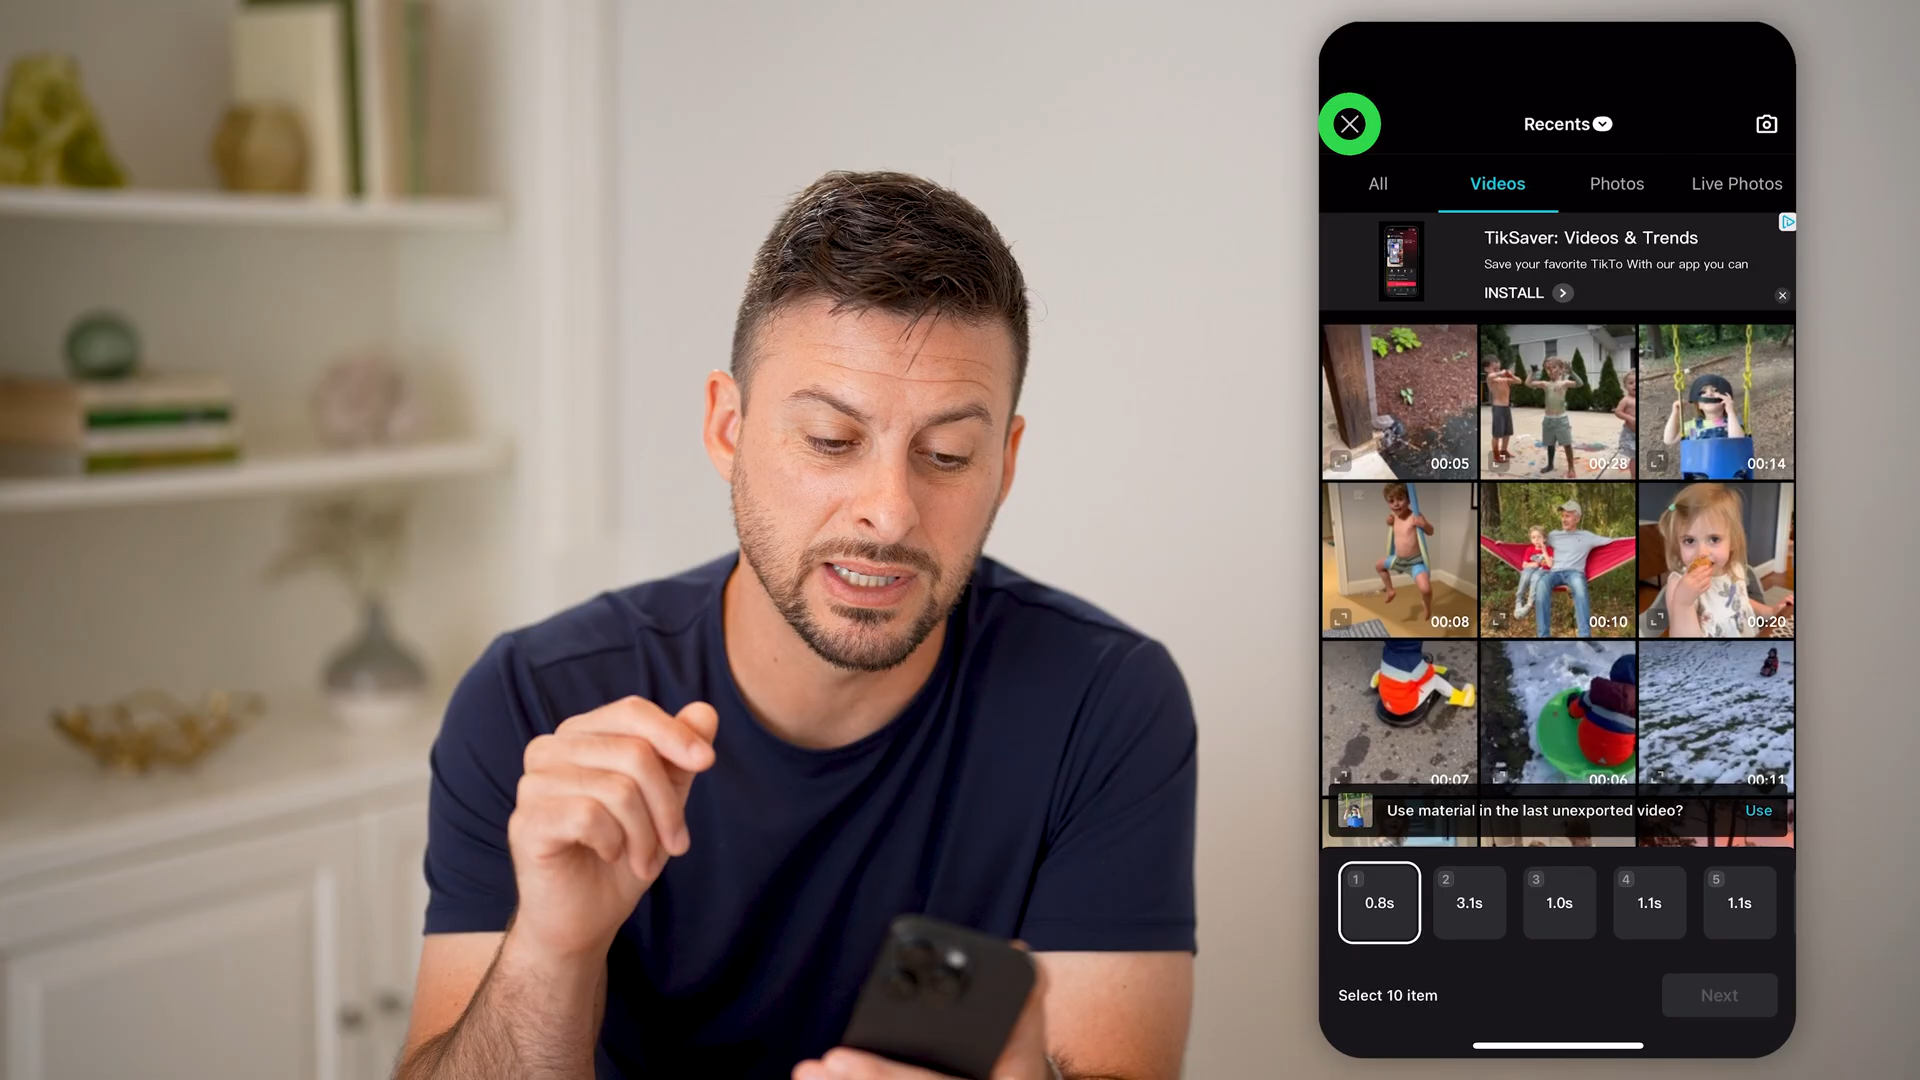 Recents
All
Videos
Photos
Live Photos
TikSaver: Videos & Trends
Save your favorite TikTo With our app you can
INSTALL
00:05
00:28
00:14
00:08
00:10
00:20
00:07
00:06
00:11
Use material in the last unexported video?
Use
1
2
3
4
5
0.8s
3.1s
1.0s
1.1s
1.1s
Select 10 item
Next